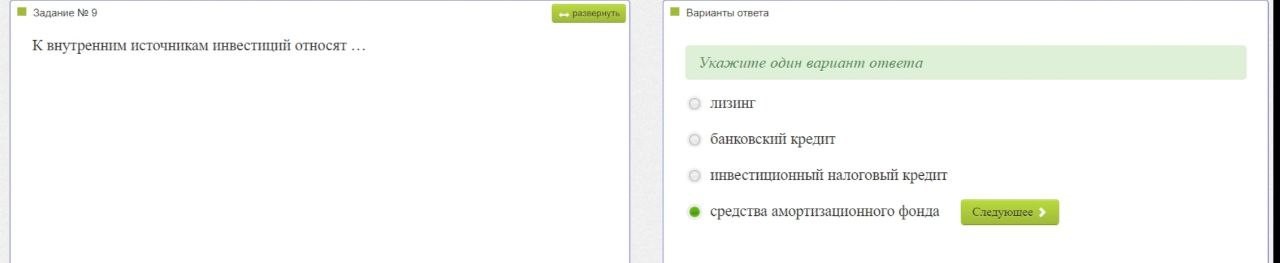 Задание № 9
развернуть
К внутренним источникам инвестиций относят …
Варианты ответа
Укажите один вариант ответа
лизинг
банковский кредит
инвестиционный налоговый кредит
средства амортизационного фонда
Следующее